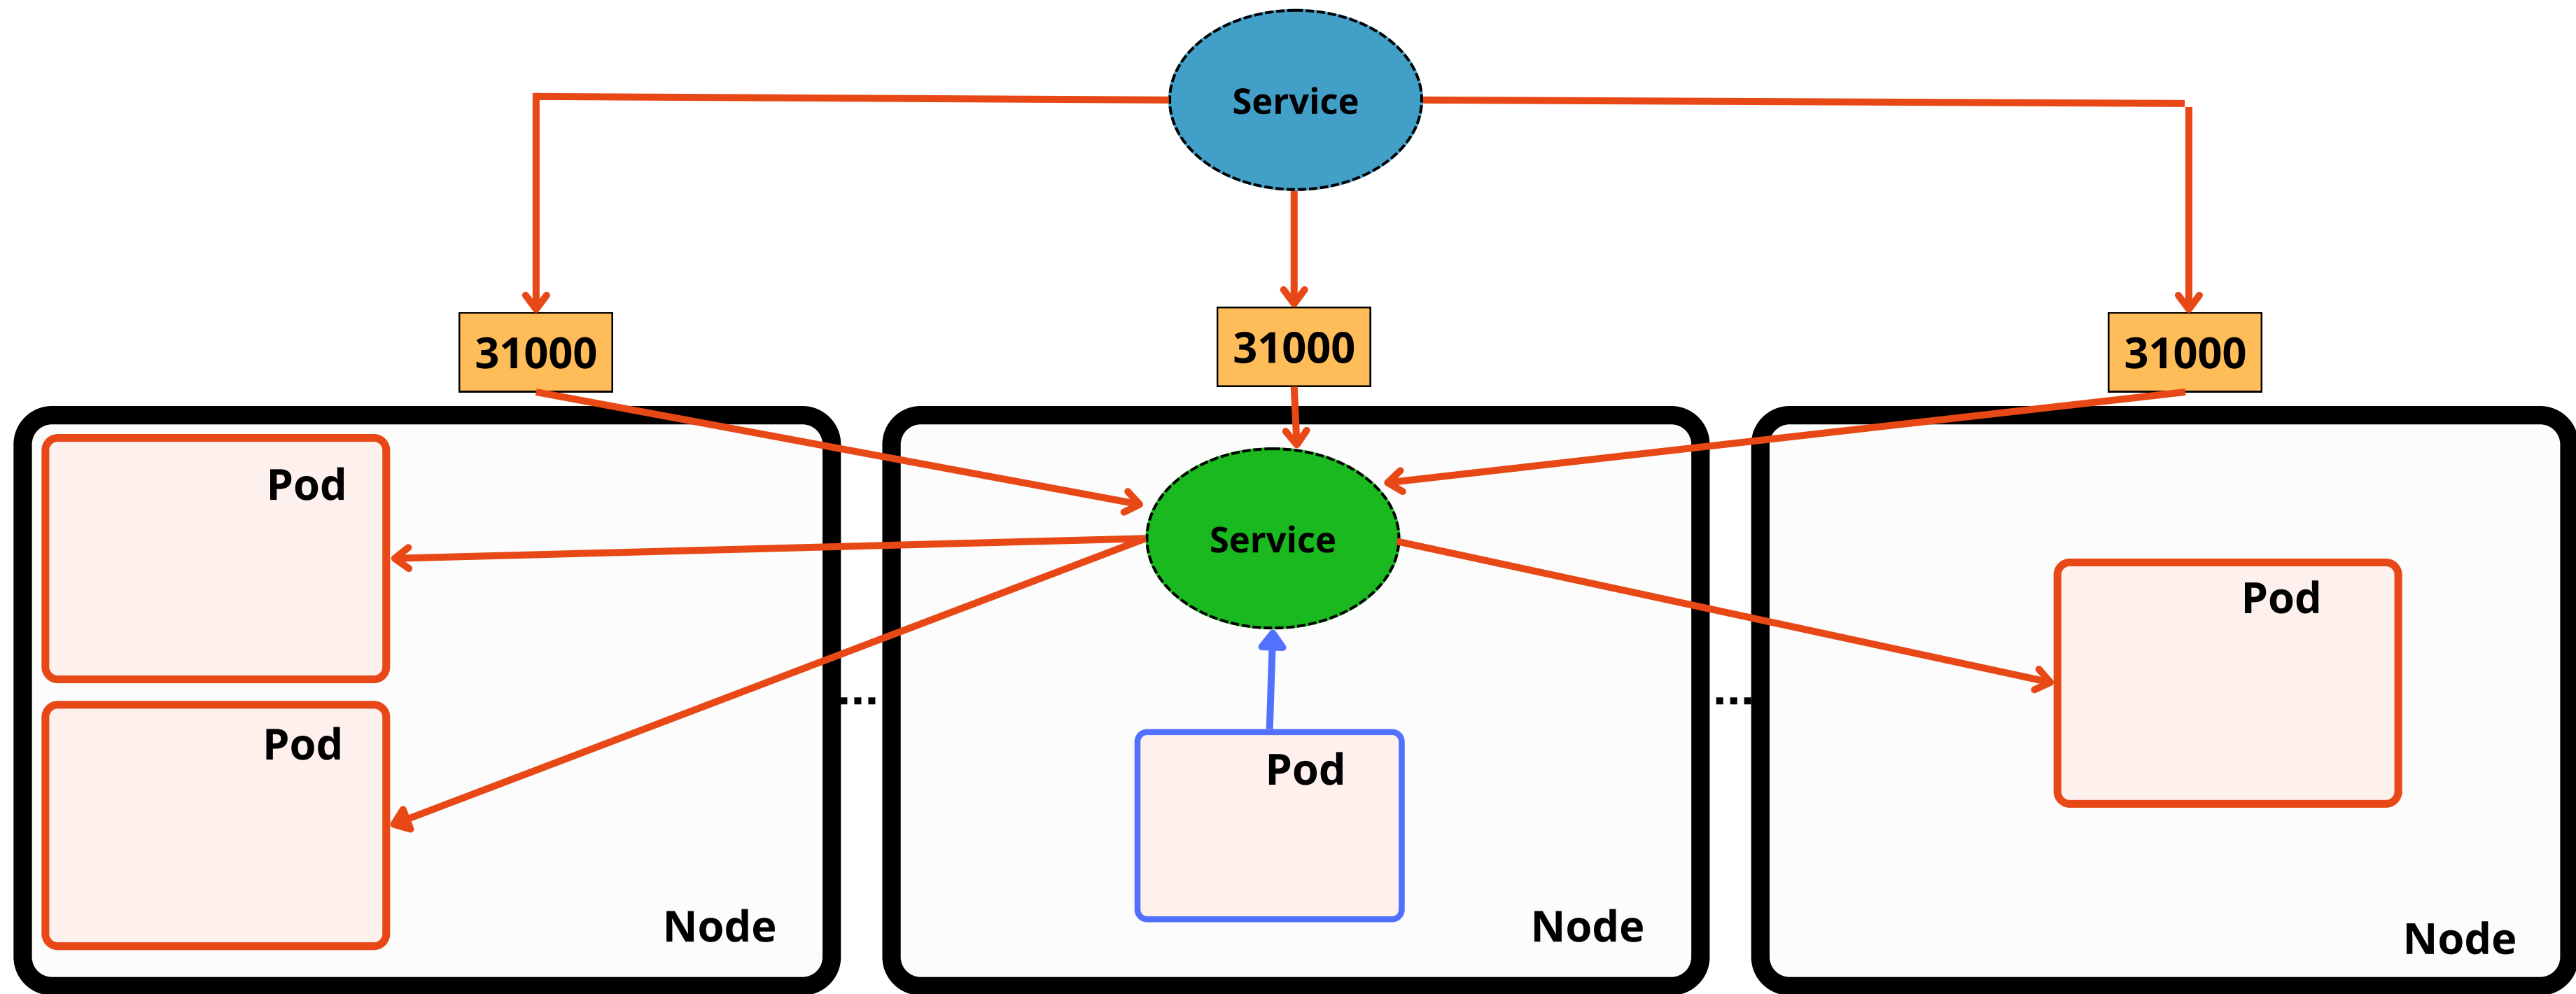 Service
31000
31000
31000
Pod
Service
Pod
Pod
Pod
...
...
Node
Node
Node